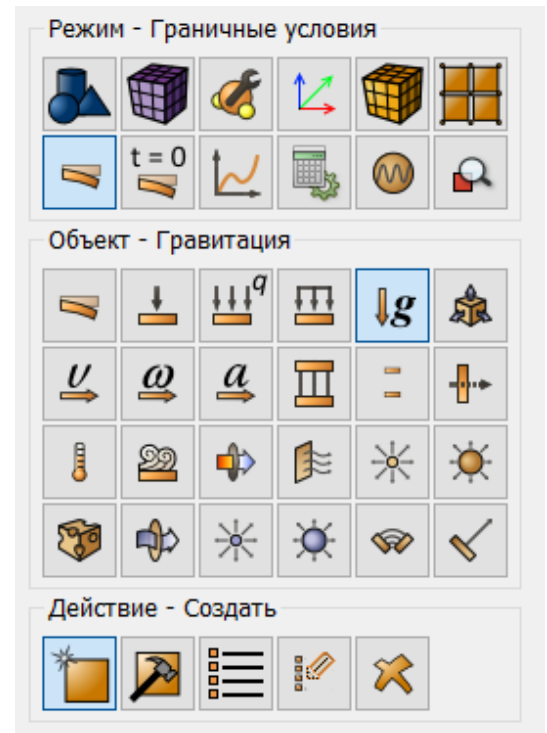 Режим - Граничные условия
t = 0
Объект - Гравитация
q
g
v ω a
Действие - Создать